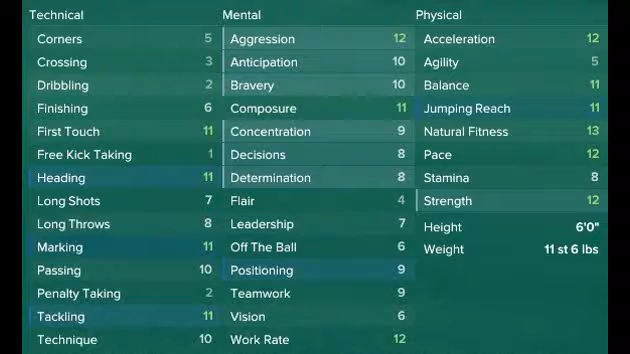 Technical Mental Physical
Corners 5 Aggression 12 Acceleration 12
Crossing 3 Anticipation 10 Agility 5
Dribbling 2 Bravery 10 Balance 11
Finishing 6 Composure 11 Jumping Reach 11
First Touch 11 Concentration 9 Natural Fitness 13
Free Kick Taking 1 Decisions 8 Pace 12
Heading 11 Determination 8 Stamina 8
Long Shots 7 Flair 4 Strength 12
Long Throws 8 Leadership 7 Height 6'0"
Marking 11 Off The Ball 6 Weight 11 st 6 lbs
Passing 10 Positioning 9
Penalty Taking 2 Teamwork 9
Tackling 11 Vision 6
Technique 10 Work Rate 12